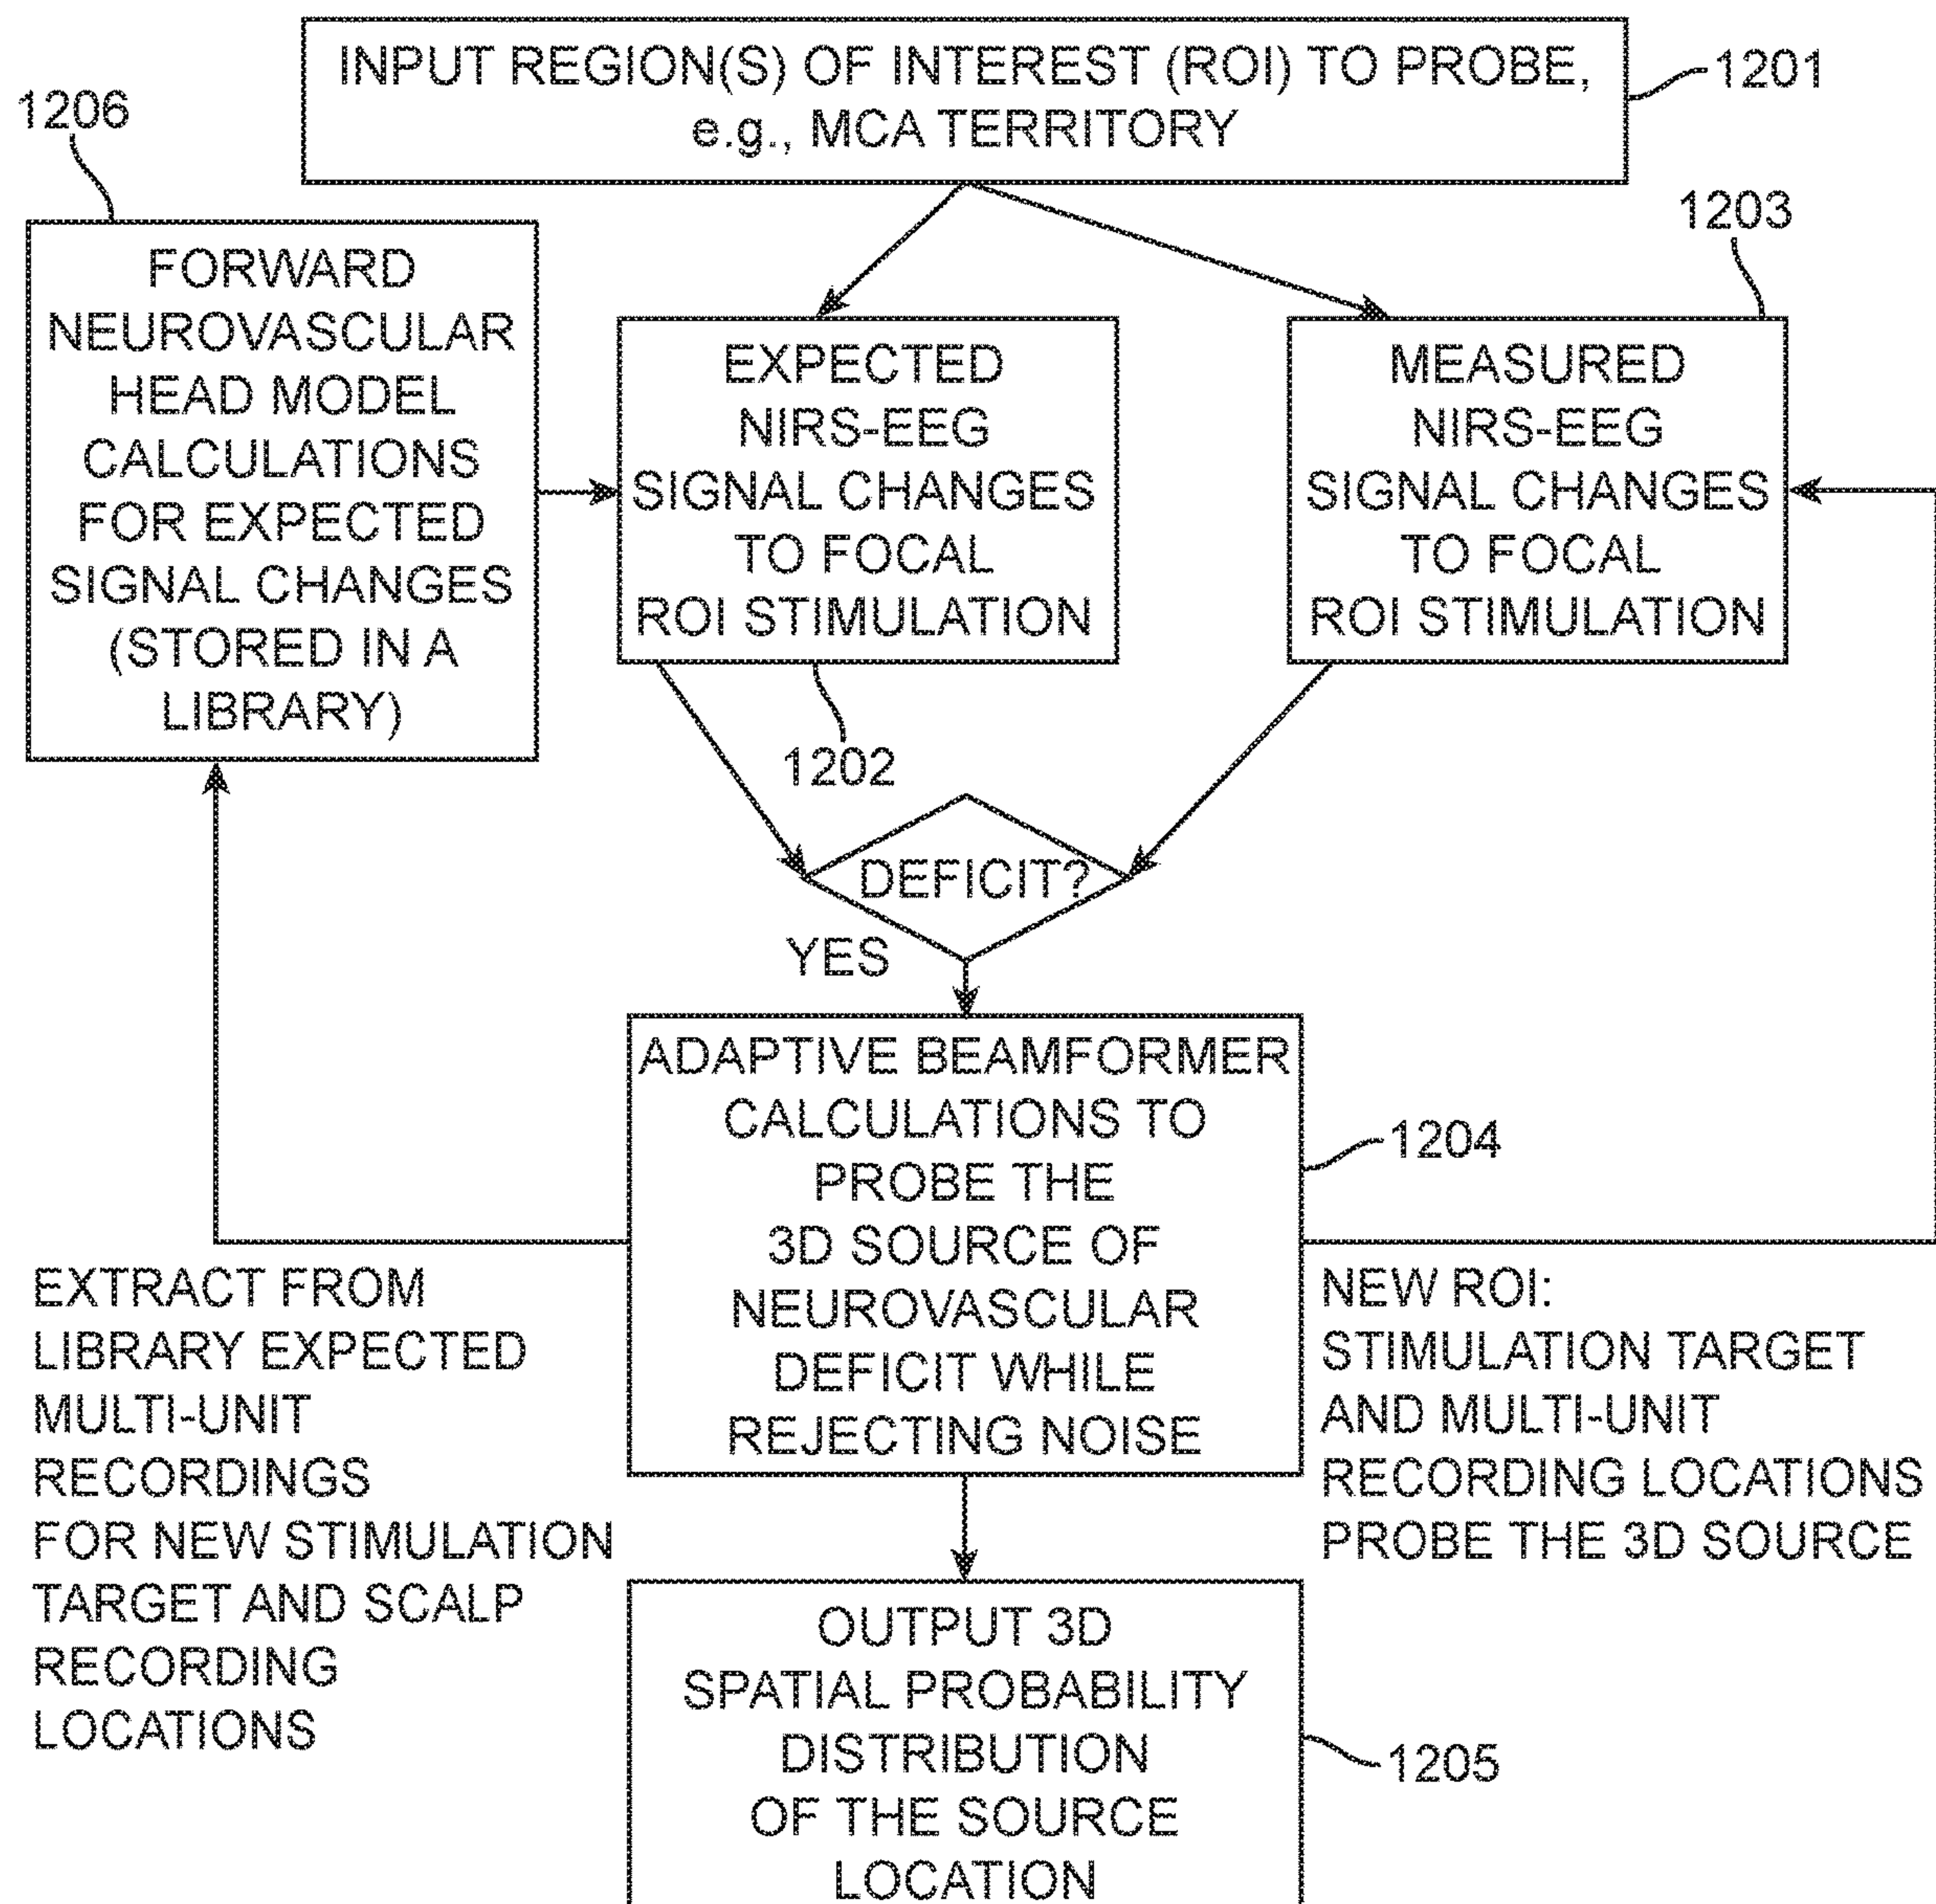 INPUT REGION(S) OF INTEREST (ROI) TO PROBE,
e.g., MCA TERRITORY
1201
1206
FORWARD
NEUROVASCULAR
HEAD MODEL
CALCULATIONS
FOR EXPECTED
SIGNAL CHANGES
(STORED IN A
LIBRARY)
EXPECTED
NIRS-EEG
SIGNAL CHANGES
TO FOCAL
ROI STIMULATION
1202
1203
MEASURED
NIRS-EEG
SIGNAL CHANGES
TO FOCAL
ROI STIMULATION
DEFICIT?
YES
ADAPTIVE BEAMFORMER
CALCULATIONS TO
PROBE THE
3D SOURCE OF
NEUROVASCULAR
DEFICIT WHILE
REJECTING NOISE
1204
EXTRACT FROM
LIBRARY EXPECTED
MULTI-UNIT
RECORDINGS
FOR NEW STIMULATION
TARGET AND SCALP
RECORDING
LOCATIONS
NEW ROI:
STIMULATION TARGET
AND MULTI-UNIT
RECORDING LOCATIONS
PROBE THE 3D SOURCE
OUTPUT 3D
SPATIAL PROBABILITY
DISTRIBUTION
OF THE SOURCE
LOCATION
1205